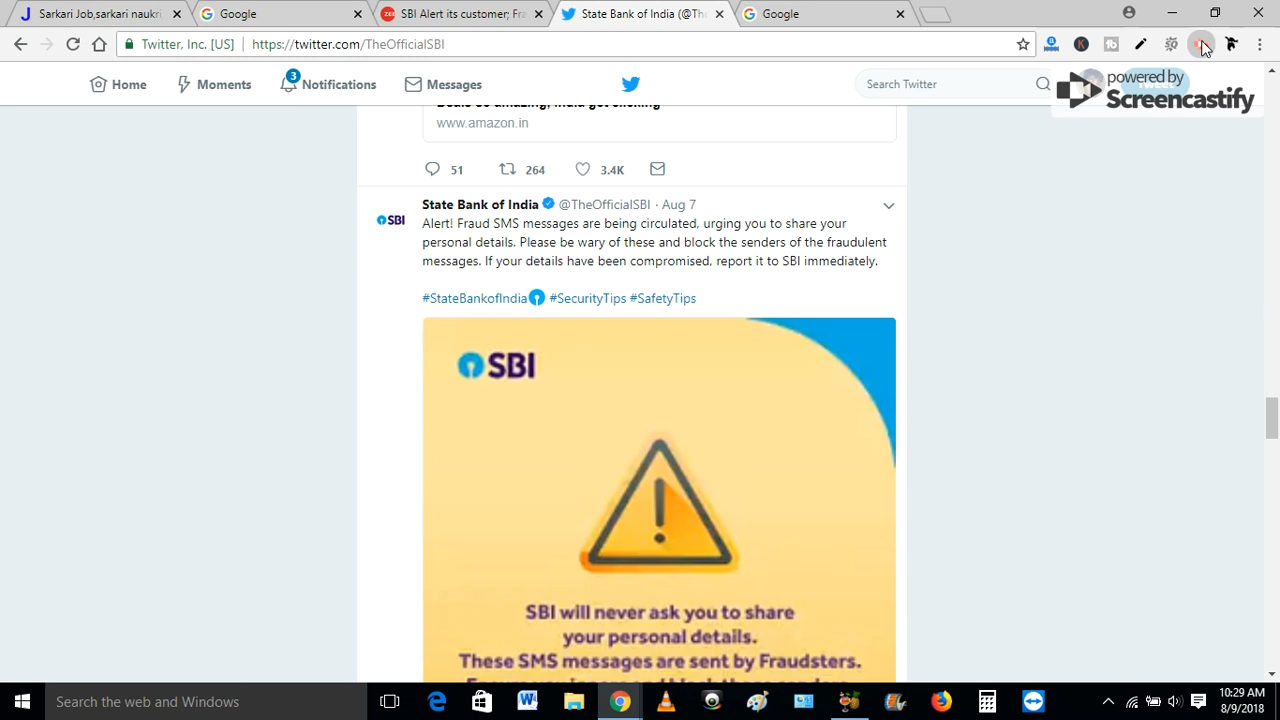 Sarkari Job,sarkari naukri
Google
SBI Alert its customer; Fra
State Bank of India (@The
Google
Twitter, Inc. [US] https://twitter.com/TheOfficialSBI
Home
Moments
3
Notifications
Messages
Search Twitter
powered by
Screencastify
www.amazon.in
51
264
3.4K
State Bank of India @TheOfficialSBI · Aug 7
Alert! Fraud SMS messages are being circulated, urging you to share your
personal details. Please be wary of these and block the senders of the fraudulent
messages. If your details have been compromised, report it to SBI immediately.
#StateBankofIndia #SecurityTips #SafetyTips
SBI
SBI
SBI will never ask you to share
your personal details.
These SMS messages are sent by Fraudsters.
Search the web and Windows
10:29 AM
8/9/2018